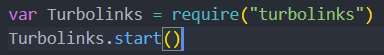 var Turbolinks = require("turbolinks")
Turbolinks.start()